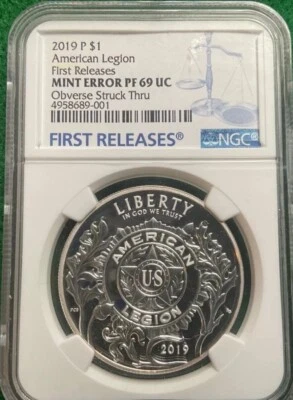 2019 P $1
American Legion
First Releases
MINT ERROR PF 69 UC
Obverse Struck Thru
4958689-001
FIRST RELEASES®
NGC®
LIBERTY
IN GOD WE TRUST
AMERICAN
U·S
LEGION
2019